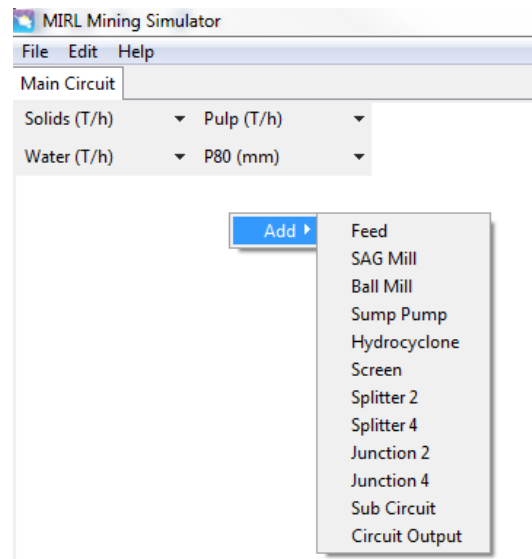 MIRL Mining Simulator
File Edit Help
Main Circuit
Solids (T/h) Pulp (T/h)
Water (T/h) P80 (mm)
Add
Feed
SAG Mill
Ball Mill
Sump Pump
Hydrocyclone
Screen
Splitter 2
Splitter 4
Junction 2
Junction 4
Sub Circuit
Circuit Output